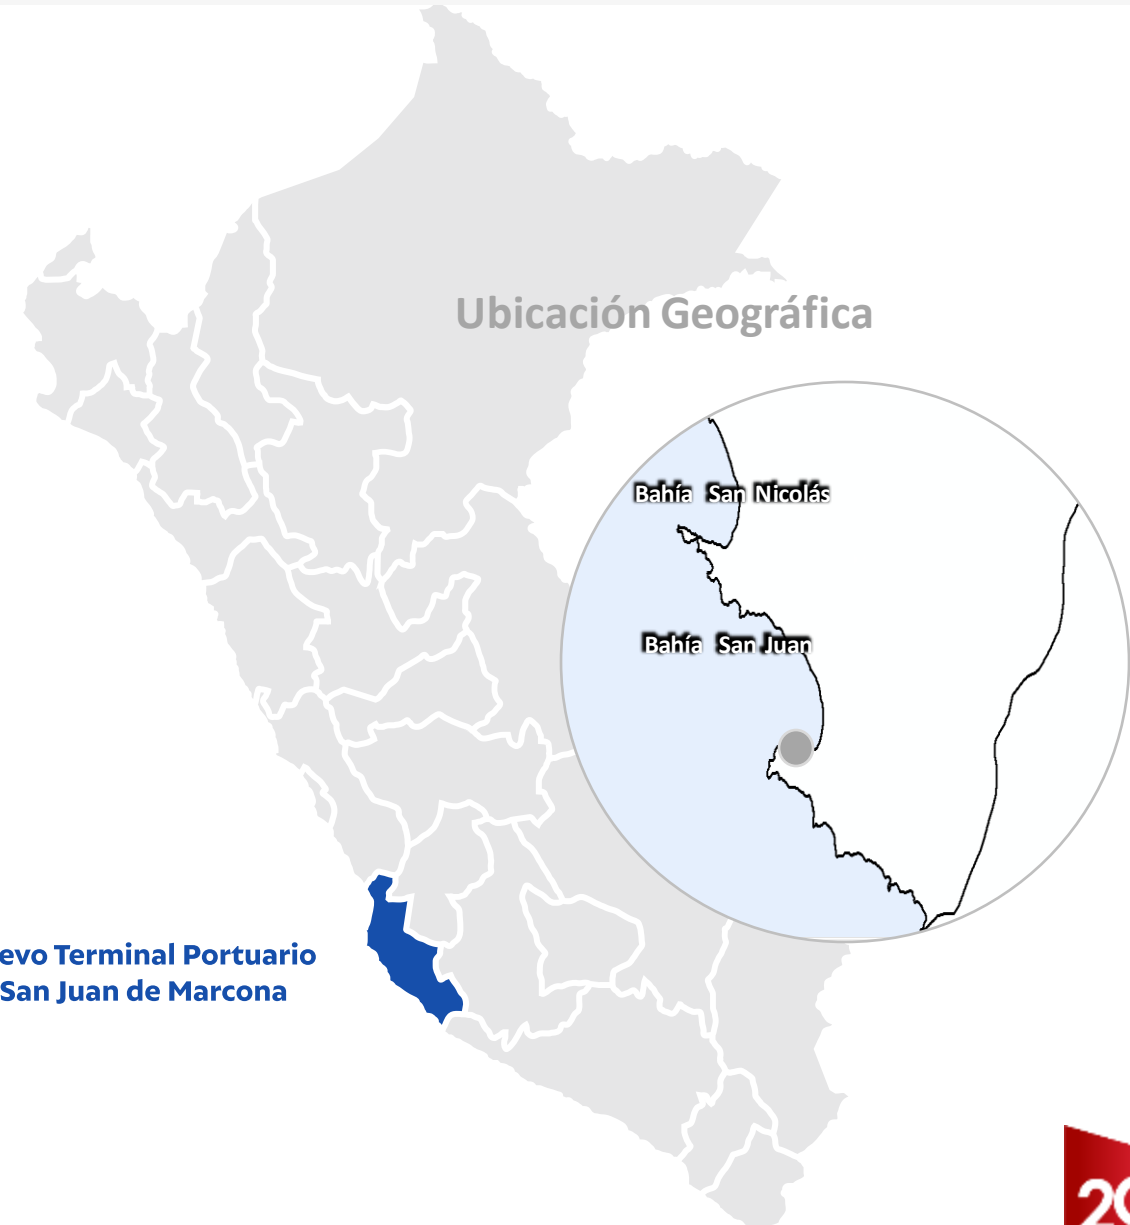 Ubicación Geográfica
Bahía San Nicolás
Bahía San Juan
evo Terminal Portuario
San Juan de Marcona